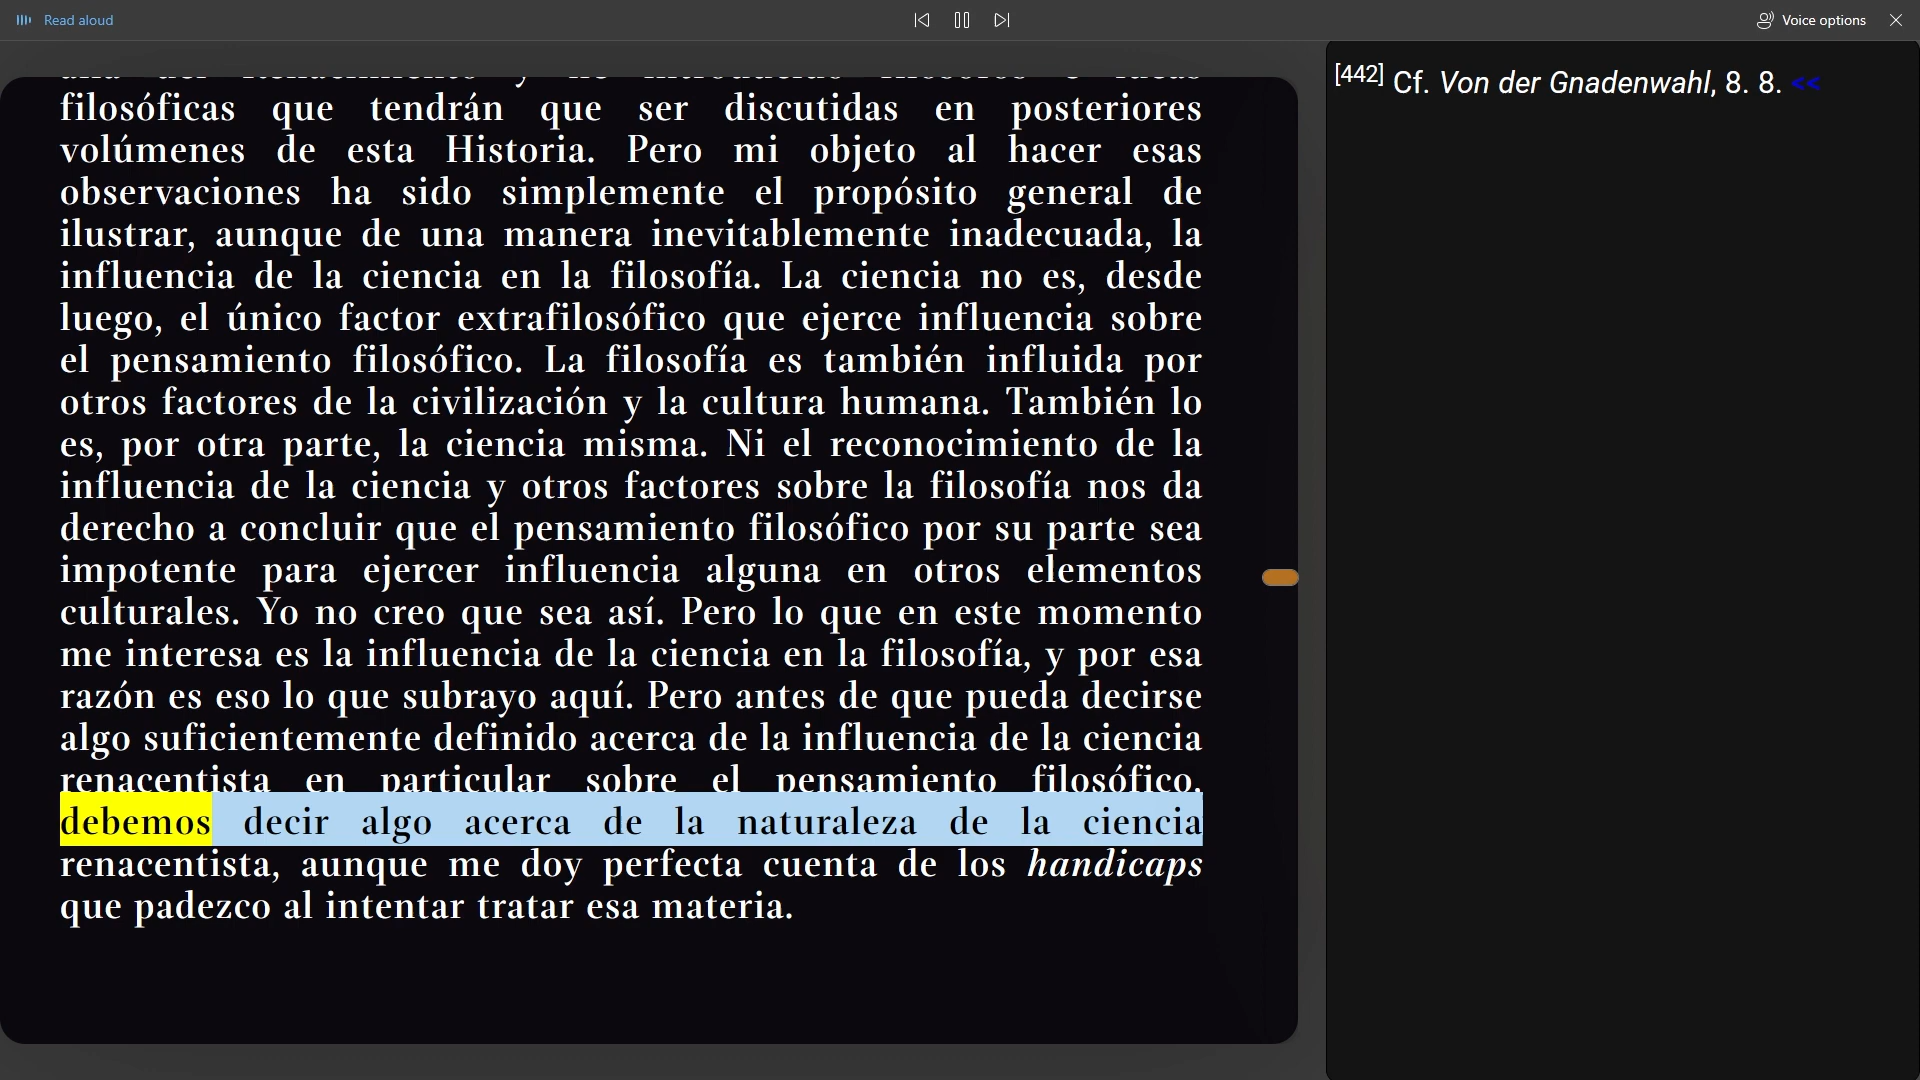 Read aloud
Voice options
filosóficas que tendrán que ser discutidas en posteriores
volúmenes de esta Historia. Pero mi objeto al hacer esas
observaciones ha sido simplemente el propósito general de
ilustrar, aunque de una manera inevitablemente inadecuada, la
influencia de la ciencia en la filosofía. La ciencia no es, desde
luego, el único factor extrafilosófico que ejerce influencia sobre
el pensamiento filosófico. La filosofía es también influida por
otros factores de la civilización y la cultura humana. También lo
es, por otra parte, la ciencia misma. Ni el reconocimiento de la
influencia de la ciencia y otros factores sobre la filosofía nos da
derecho a concluir que el pensamiento filosófico por su parte sea
impotente para ejercer influencia alguna en otros elementos
culturales. Yo no creo que sea así. Pero lo que en este momento
me interesa es la influencia de la ciencia en la filosofía, y por esa
razón es eso lo que subrayo aquí. Pero antes de que pueda decirse
algo suficientemente definido acerca de la influencia de la ciencia
renacentista en particular sobre el pensamiento filosófico,
debemos decir algo acerca de la naturaleza de la ciencia
renacentista, aunque me doy perfecta cuenta de los handicaps
que padezco al intentar tratar esa materia.
[442] Cf. Von der Gnadenwahl, 8. 8. <<